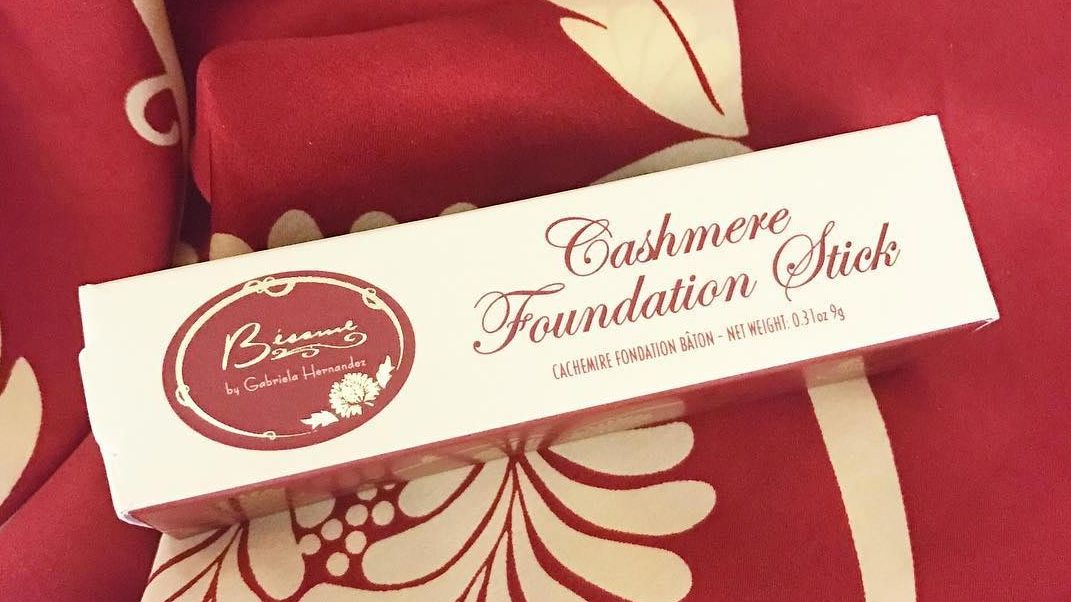 Bésame
by Gabriela Hernandez
Cashmere
Foundation Stick
CACHEMIRE FONDATION BÂTON - NET WEIGHT: 0.31oz 9g